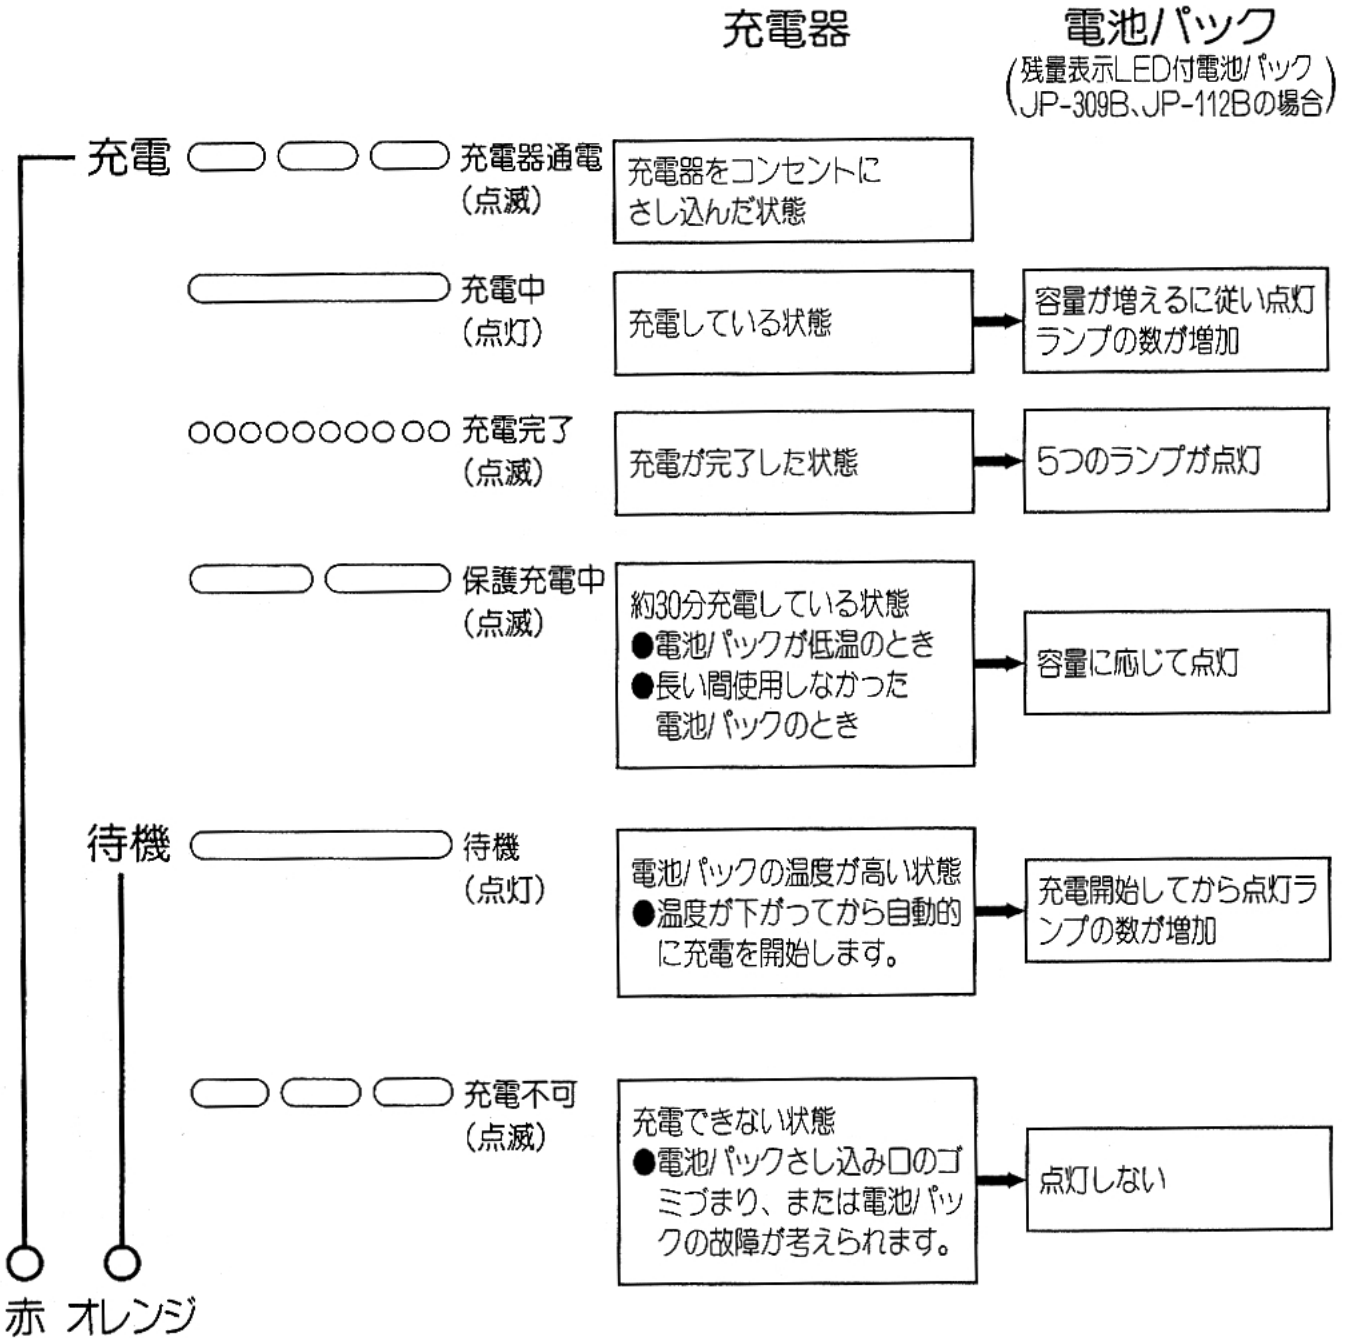 充電器
電池パック
(残量表示LED付電池パック
JP-309B、JP-112Bの場合)
充電
充電器通電
(点滅)
充電器をコンセントに
さし込んだ状態
充電中
(点灯)
充電している状態
容量が増えるに従い点灯
ランプの数が増加
充電完了
(点滅)
充電が完了した状態
5つのランプが点灯
保護充電中
(点滅)
約30分充電している状態
●電池パックが低温のとき
●長い間使用しなかった
電池パックのとき
容量に応じて点灯
待機
待機
(点灯)
電池パックの温度が高い状態
●温度が下がってから自動的
に充電を開始します。
充電開始してから点灯ラ
ンプの数が増加
充電不可
(点滅)
充電できない状態
●電池パックさし込み口のゴ
ミづまり、または電池パッ
クの故障が考えられます。
点灯しない
赤
オレンジ